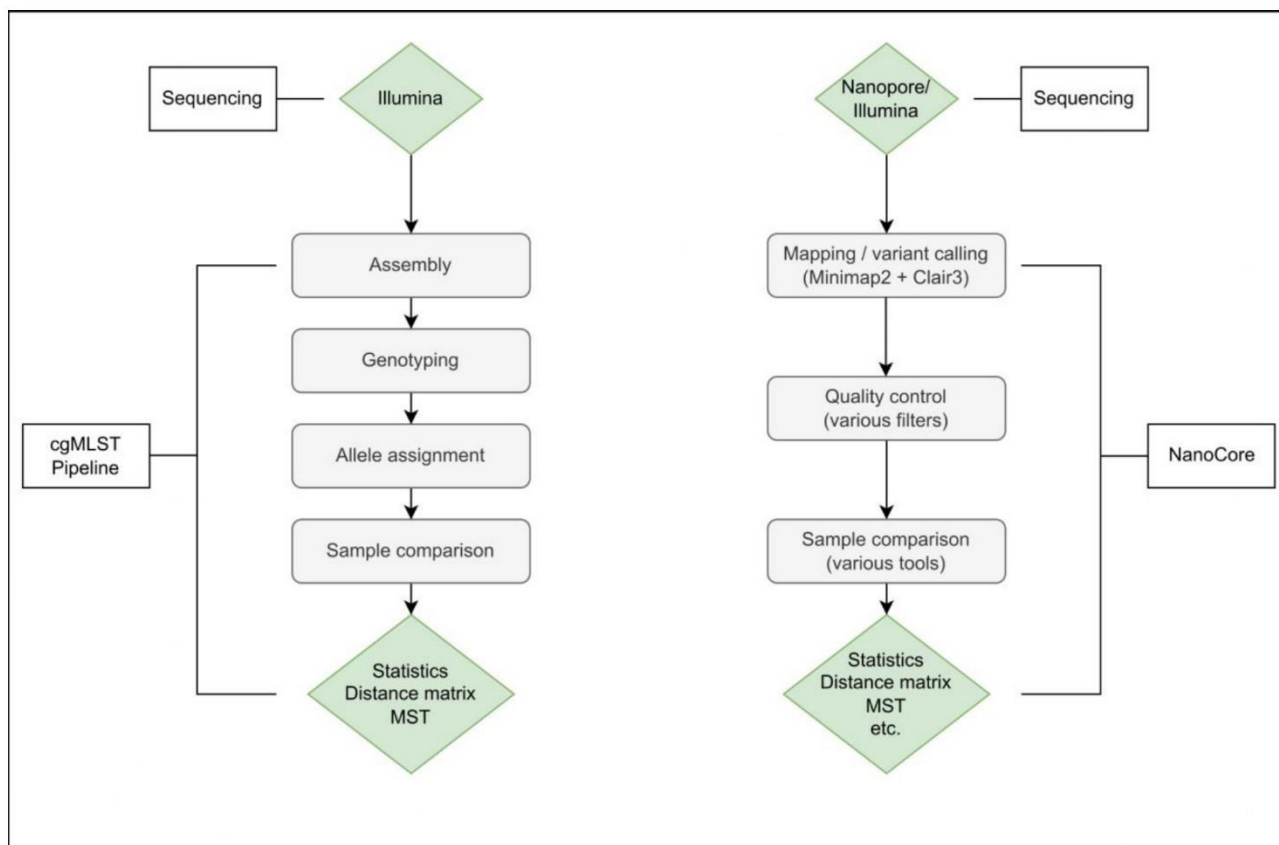 Sequencing
Illumina
Assembly
Genotyping
Allele assignment
Sample comparison
Statistics
Distance matrix
MST
cgMLST
Pipeline
Nanopore/
Illumina
Sequencing
Mapping / variant calling
(Minimap2 + Clair3)
Quality control
(various filters)
Sample comparison
(various tools)
Statistics
Distance matrix
MST
etc.
NanoCore